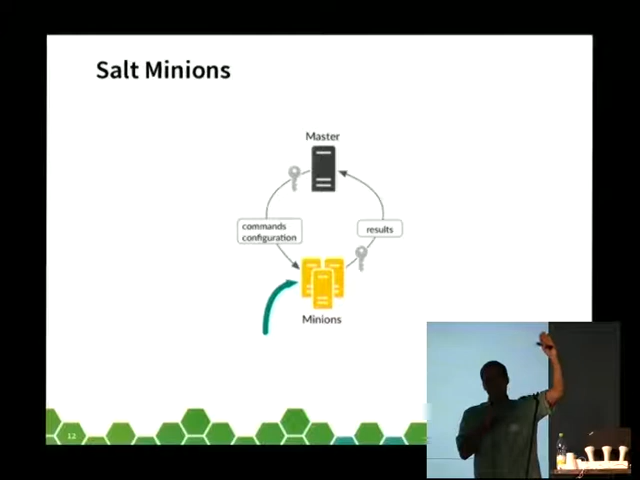 Salt Minions
Master
commands
configuration
results
Minions
12